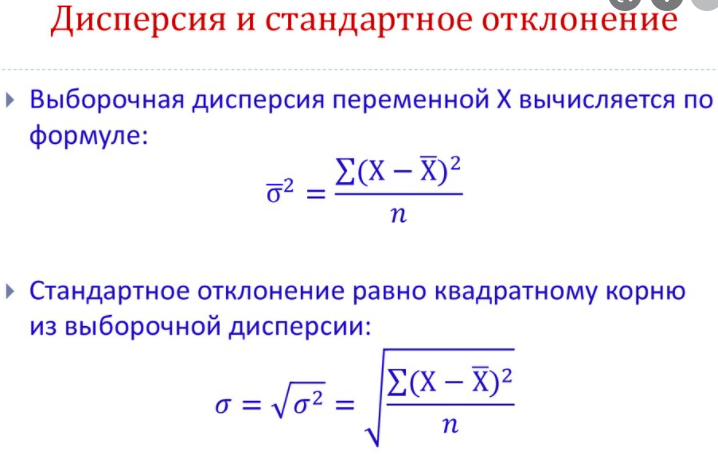 Дисперсия и стандартное отклонение
Выборочная дисперсия переменной X вычисляется по
формуле:
σ̅² = ∑(X − X̅)² / n
Стандартное отклонение равно квадратному корню
из выборочной дисперсии:
σ = √σ² = √(∑(X − X̅)² / n)